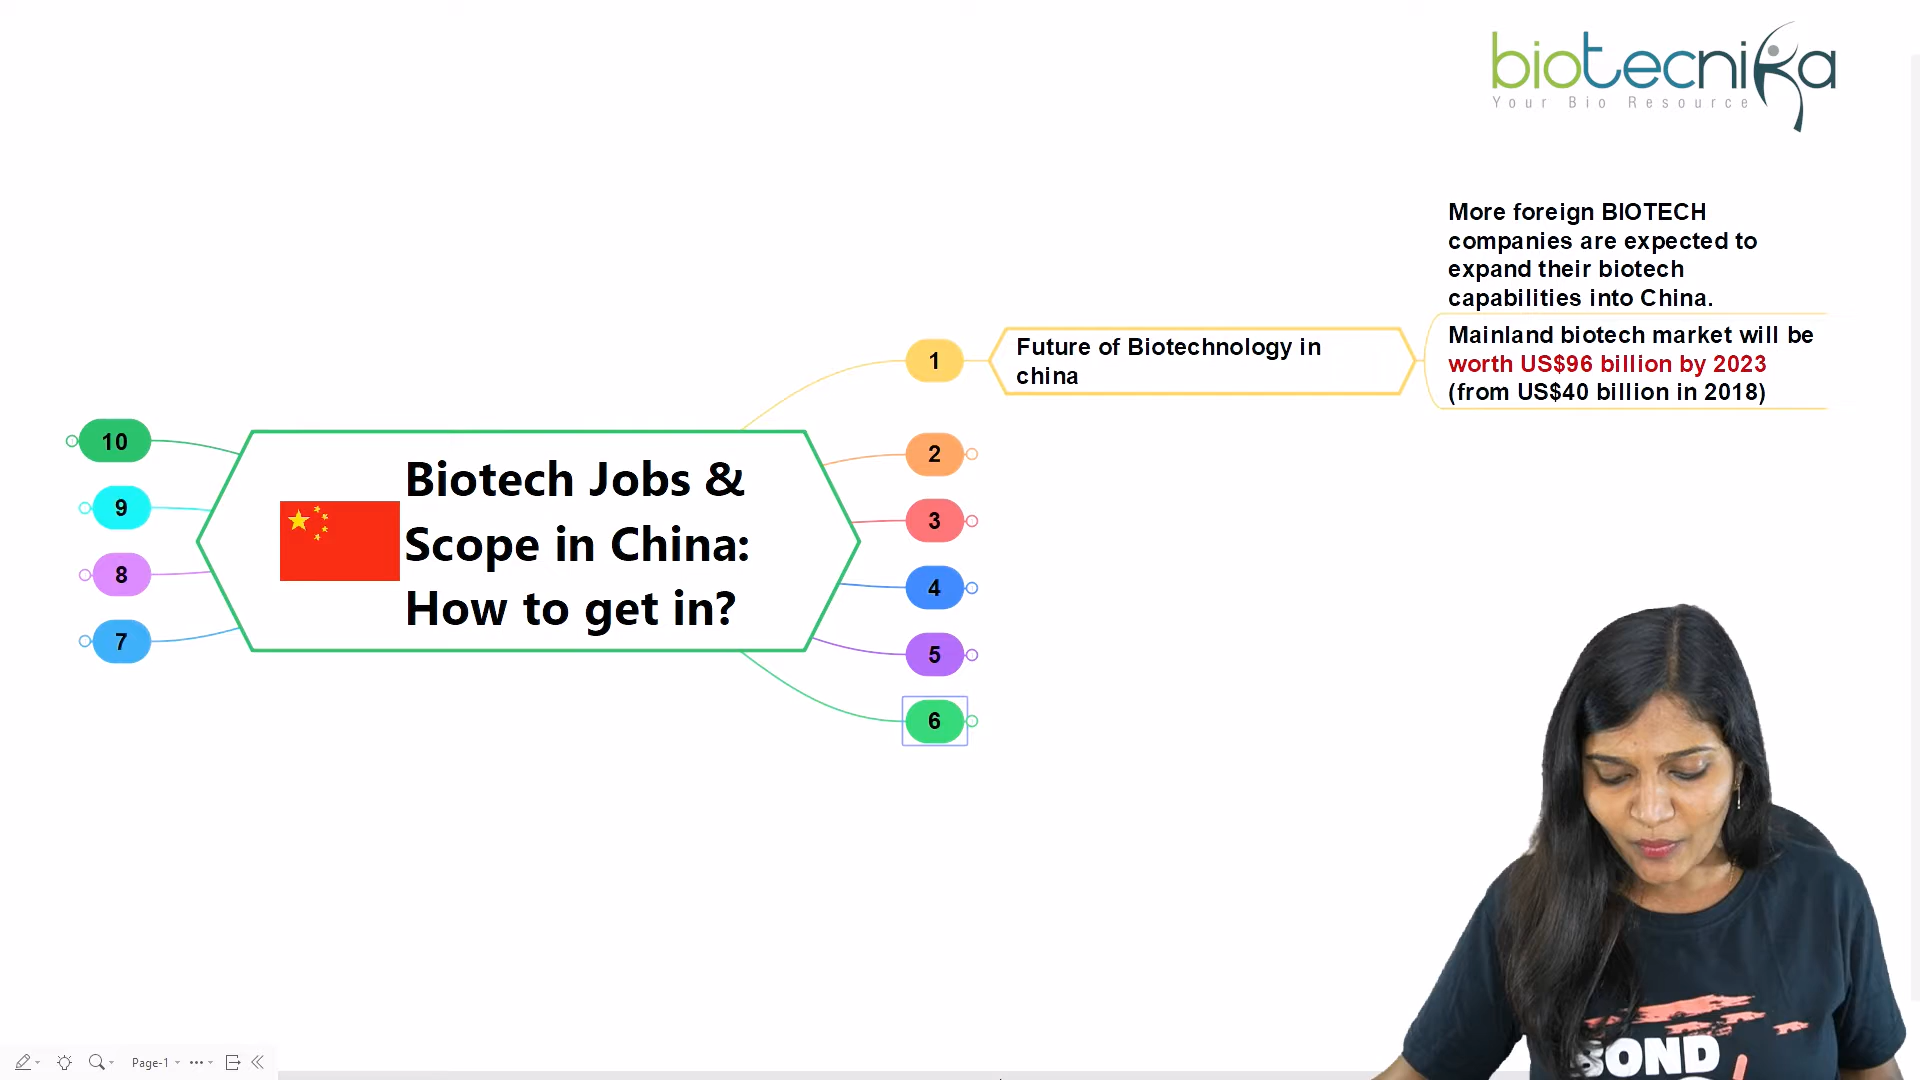 biotecnika
Your Bio Resource
More foreign BIOTECH
companies are expected to
expand their biotech
capabilities into China.
Mainland biotech market will be
worth US$96 billion by 2023
(from US$40 billion in 2018)
1
Future of Biotechnology in
china
2
3
4
5
6
10
9
8
7
Biotech Jobs &
Scope in China:
How to get in?
BOND
Page-1